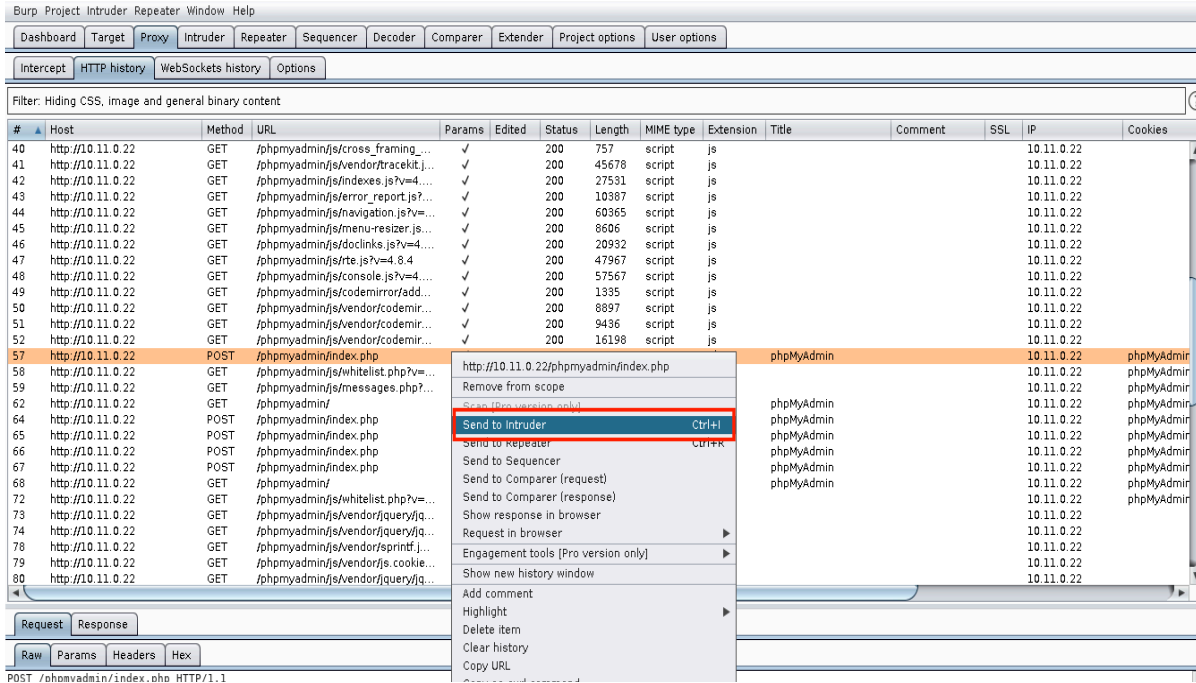 Burp Project Intruder Repeater Window Help
Dashboard Target Proxy Intruder Repeater Sequencer Decoder Comparer Extender Project options User options
Intercept HTTP history WebSockets history Options
Filter: Hiding CSS, image and general binary content
# Host Method URL Params Edited Status Length MIME type Extension Title Comment SSL IP Cookies
40 http://10.11.0.22 GET /phpmyadmin/js/cross_framing_... ✓ 200 757 script js 10.11.0.22
41 http://10.11.0.22 GET /phpmyadmin/js/vendor/tracekit.j... ✓ 200 45678 script js 10.11.0.22
42 http://10.11.0.22 GET /phpmyadmin/js/indexes.js?v=4.... ✓ 200 27531 script js 10.11.0.22
43 http://10.11.0.22 GET /phpmyadmin/js/error_report.js?... ✓ 200 10387 script js 10.11.0.22
44 http://10.11.0.22 GET /phpmyadmin/js/navigation.js?v=... ✓ 200 60365 script js 10.11.0.22
45 http://10.11.0.22 GET /phpmyadmin/js/menu-resizer.js... ✓ 200 8606 script js 10.11.0.22
46 http://10.11.0.22 GET /phpmyadmin/js/doclinks.js?v=4.... ✓ 200 20932 script js 10.11.0.22
47 http://10.11.0.22 GET /phpmyadmin/js/rte.js?v=4.8.4 ✓ 200 47967 script js 10.11.0.22
48 http://10.11.0.22 GET /phpmyadmin/js/console.js?v=4.... ✓ 200 57567 script js 10.11.0.22
49 http://10.11.0.22 GET /phpmyadmin/js/codemirror/add... ✓ 200 1335 script js 10.11.0.22
50 http://10.11.0.22 GET /phpmyadmin/js/vendor/codemir... ✓ 200 8897 script js 10.11.0.22
51 http://10.11.0.22 GET /phpmyadmin/js/vendor/codemir... ✓ 200 9436 script js 10.11.0.22
52 http://10.11.0.22 GET /phpmyadmin/js/vendor/codemir... ✓ 200 16198 script js 10.11.0.22
57 http://10.11.0.22 POST /phpmyadmin/index.php phpMyAdmin 10.11.0.22 phpMyAdmin
58 http://10.11.0.22 GET /phpmyadmin/js/whitelist.php?v=... 10.11.0.22 phpMyAdmin
59 http://10.11.0.22 GET /phpmyadmin/js/messages.php?... 10.11.0.22 phpMyAdmin
62 http://10.11.0.22 GET /phpmyadmin/ phpMyAdmin 10.11.0.22 phpMyAdmin
64 http://10.11.0.22 POST /phpmyadmin/index.php phpMyAdmin 10.11.0.22 phpMyAdmin
65 http://10.11.0.22 POST /phpmyadmin/index.php phpMyAdmin 10.11.0.22 phpMyAdmin
66 http://10.11.0.22 POST /phpmyadmin/index.php phpMyAdmin 10.11.0.22 phpMyAdmin
67 http://10.11.0.22 POST /phpmyadmin/index.php phpMyAdmin 10.11.0.22 phpMyAdmin
68 http://10.11.0.22 GET /phpmyadmin/ phpMyAdmin 10.11.0.22 phpMyAdmin
72 http://10.11.0.22 GET /phpmyadmin/js/whitelist.php?v=... 10.11.0.22 phpMyAdmin
73 http://10.11.0.22 GET /phpmyadmin/js/vendor/jquery/jq... 10.11.0.22
74 http://10.11.0.22 GET /phpmyadmin/js/vendor/jquery/jq... 10.11.0.22
78 http://10.11.0.22 GET /phpmyadmin/js/vendor/sprintf.j... 10.11.0.22
79 http://10.11.0.22 GET /phpmyadmin/js/vendor/js.cookie... 10.11.0.22
80 http://10.11.0.22 GET /phpmyadmin/js/vendor/jquery/jq... 10.11.0.22
http://10.11.0.22/phpmyadmin/index.php
Remove from scope
Scan [Pro version only]
Send to Intruder Ctrl+I
Send to Repeater Ctrl+R
Send to Sequencer
Send to Comparer (request)
Send to Comparer (response)
Show response in browser
Request in browser
Engagement tools [Pro version only]
Show new history window
Add comment
Highlight
Delete item
Clear history
Copy URL
Copy as curl command
Request Response
Raw Params Headers Hex
POST /phpmyadmin/index.php HTTP/1.1